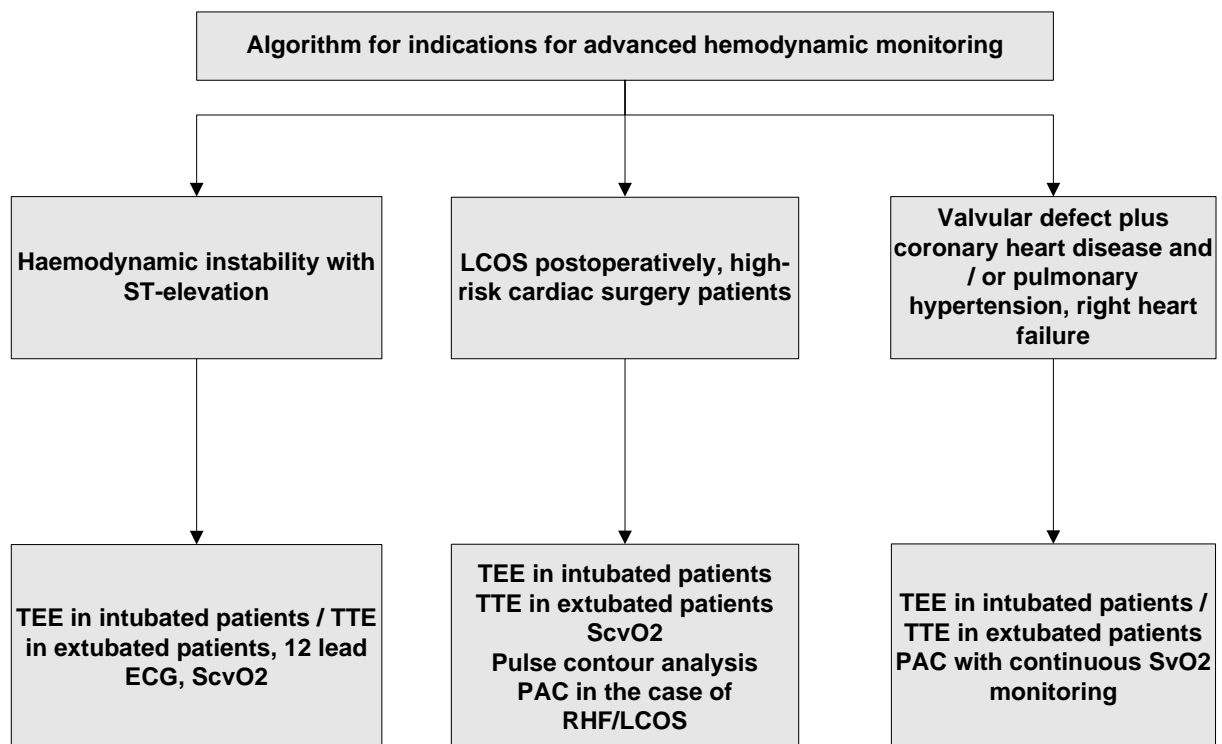 Algorithm for indications for advanced hemodynamic monitoring
Haemodynamic instability with
ST-elevation
LCOS postoperatively, high-
risk cardiac surgery patients
Valvular defect plus
coronary heart disease and
/ or pulmonary
hypertension, right heart
failure
TEE in intubated patients / TTE
in extubated patients, 12 lead
ECG, ScvO2
TEE in intubated patients
TTE in extubated patients
ScvO2
Pulse contour analysis
PAC in the case of
RHF/LCOS
TEE in intubated patients /
TTE in extubated patients
PAC with continuous SvO2
monitoring